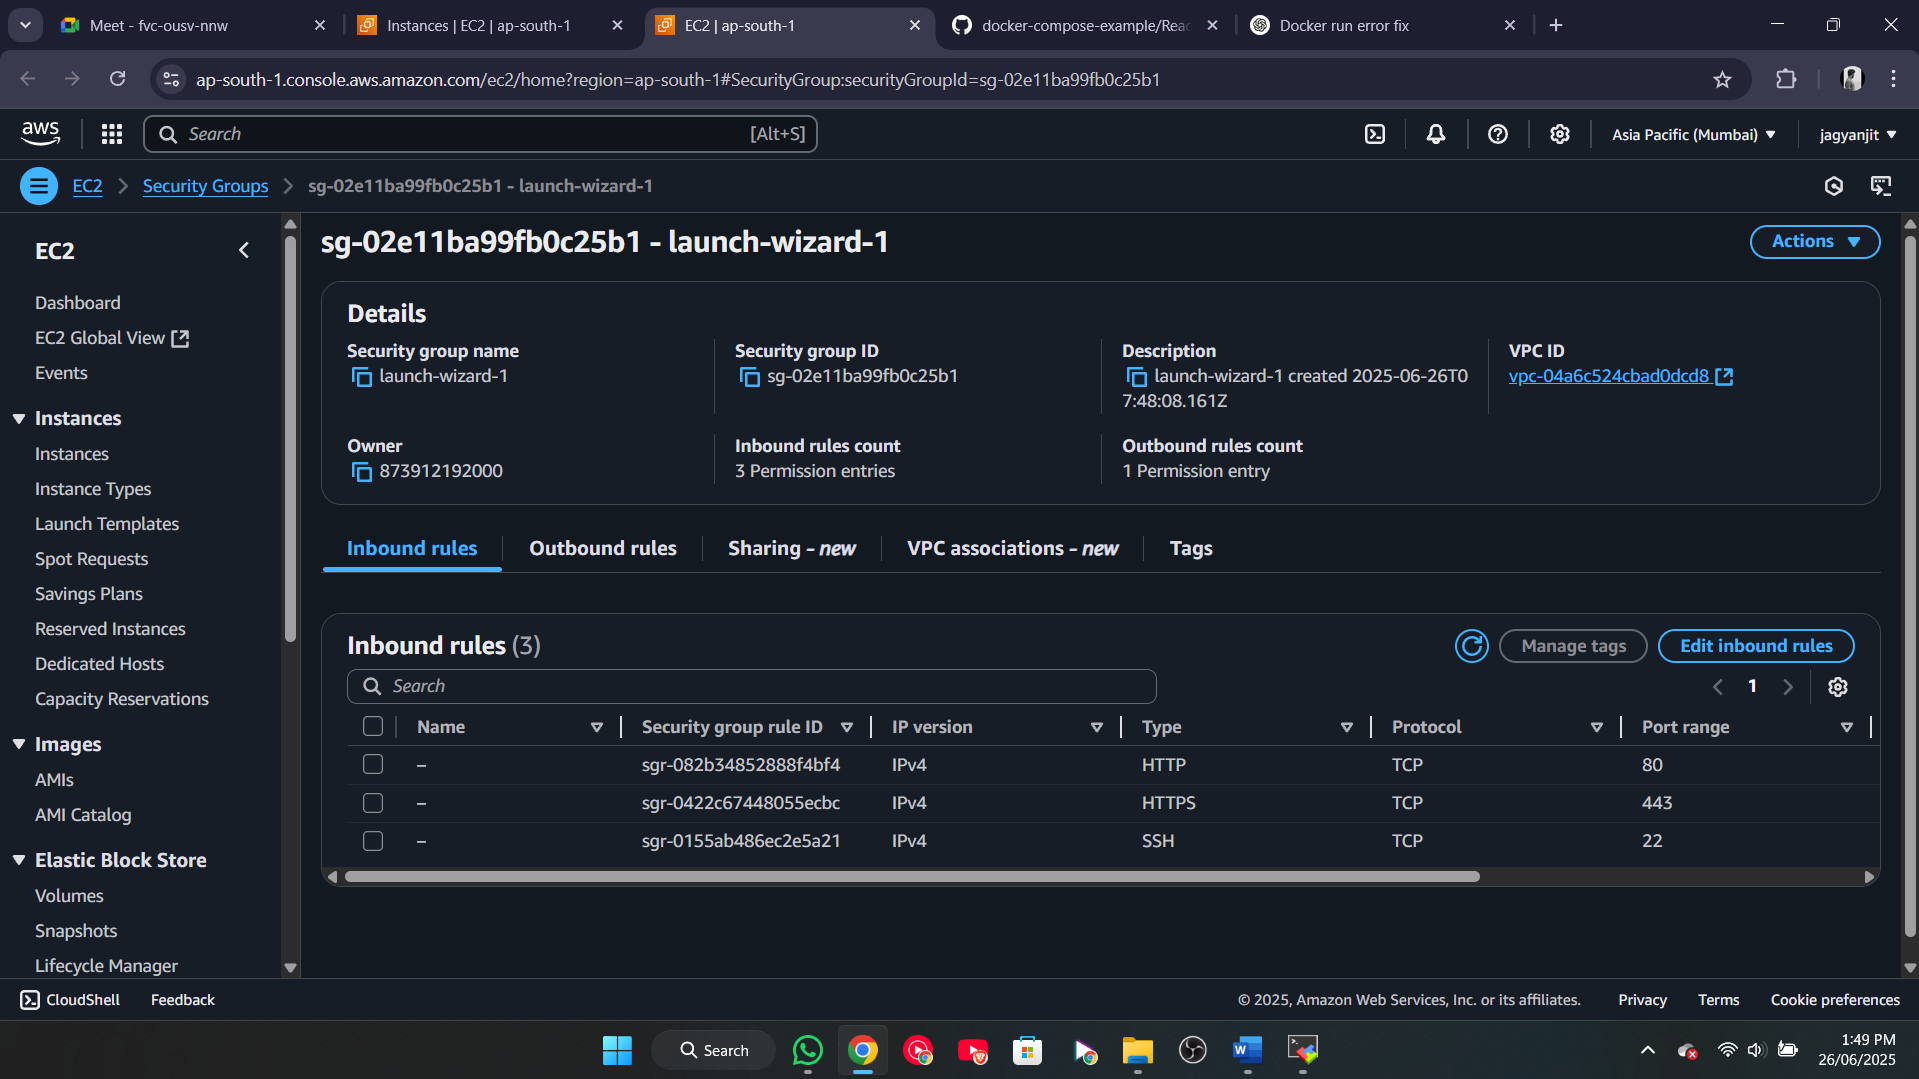 Meet - fvc-ousv-nnw
Instances | EC2 | ap-south-1
EC2 | ap-south-1
docker-compose-example/Rea
Docker run error fix
ap-south-1.console.aws.amazon.com/ec2/home?region=ap-south-1#SecurityGroup:securityGroupId=sg-02e11ba99fb0c25b1
aws
Search
[Alt+S]
Asia Pacific (Mumbai)
jagyanjit
EC2
Security Groups
sg-02e11ba99fb0c25b1 - launch-wizard-1
EC2
Dashboard
EC2 Global View
Events
Instances
Instances
Instance Types
Launch Templates
Spot Requests
Savings Plans
Reserved Instances
Dedicated Hosts
Capacity Reservations
Images
AMIs
AMI Catalog
Elastic Block Store
Volumes
Snapshots
Lifecycle Manager
sg-02e11ba99fb0c25b1 - launch-wizard-1
Actions
Details
Security group name
launch-wizard-1
Security group ID
sg-02e11ba99fb0c25b1
Description
launch-wizard-1 created 2025-06-26T0
7:48:08.161Z
VPC ID
vpc-04a6c524cbad0dcd8
Owner
873912192000
Inbound rules count
3 Permission entries
Outbound rules count
1 Permission entry
Inbound rules
Outbound rules
Sharing - new
VPC associations - new
Tags
Inbound rules (3)
Manage tags
Edit inbound rules
Search
1
Name Security group rule ID IP version Type Protocol Port range
– sgr-082b34852888f4bf4 IPv4 HTTP TCP 80
– sgr-0422c67448055ecbc IPv4 HTTPS TCP 443
– sgr-0155ab486ec2e5a21 IPv4 SSH TCP 22
CloudShell
Feedback
© 2025, Amazon Web Services, Inc. or its affiliates.
Privacy
Terms
Cookie preferences
Search
1:49 PM
26/06/2025